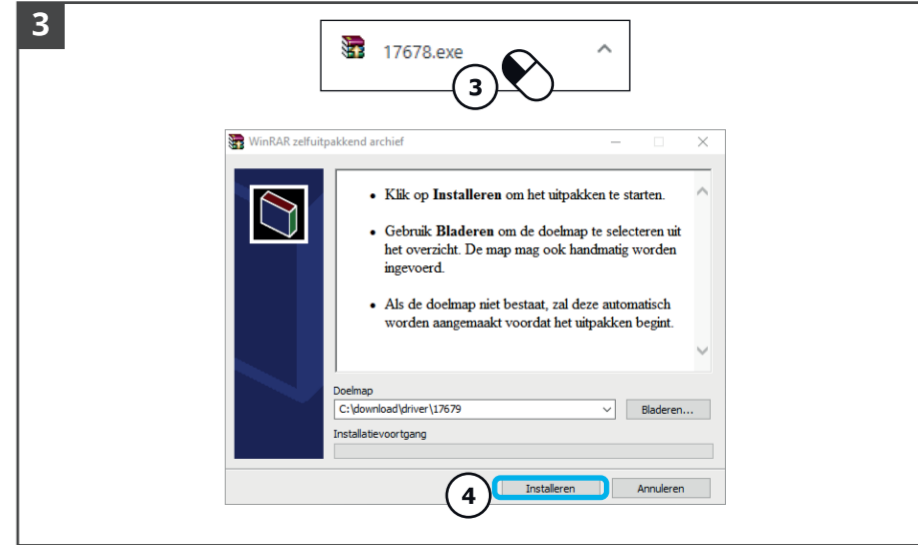 3
17678.exe
3
WinRAR zelfuitpakkend archief
• Klik op Installeren om het uitpakken te starten.
• Gebruik Bladeren om de doelmap te selecteren uit
het overzicht. De map mag ook handmatig worden
ingevoerd.
• Als de doelmap niet bestaat, zal deze automatisch
worden aangemaakt voordat het uitpakken begint.
Doelmap
C:\download\driver\17679
Bladeren...
Installatievoortgang
4
Installeren
Annuleren